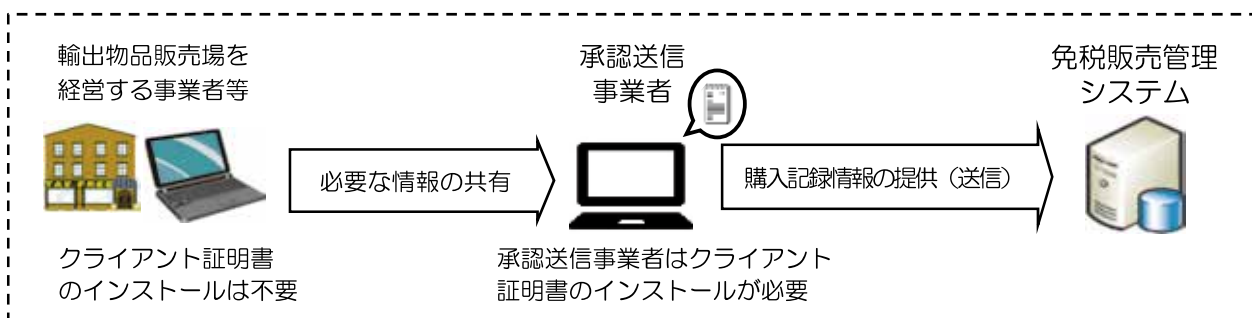 輸出物品販売場を
経営する事業者等
承認送信
事業者
免税販売管理
システム
必要な情報の共有
購入記録情報の提供（送信）
クライアント証明書
のインストールは不要
承認送信事業者はクライアント
証明書のインストールが必要